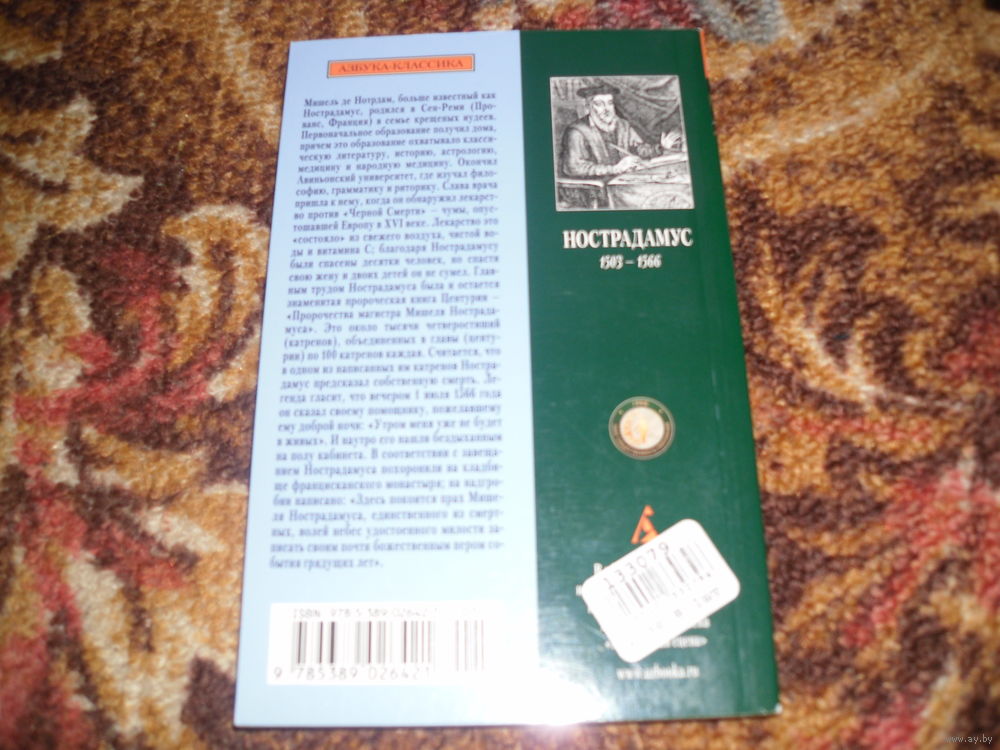 АЗБУКА-КЛАССИКА
Мишель де Нотрдам, больше известный как
Нострадамус, родился в Сен-Реми (Про-
ванс, Франция) в семье крещеных иудеев.
Первоначальное образование получил дома,
причем это образование охватывало класси-
ческую литературу, историю, астрологию,
медицину и народную медицину. Окончил
Авиньонский университет, где изучал фило-
софию, грамматику и риторику. Слава врача
пришла к нему, когда он обнаружил лекарст-
во против «Черной Смерти» – чумы, опус-
тошавшей Европу в XVI веке. Лекарство это
«состояло» из свежего воздуха, чистой во-
ды и витамина С; благодаря Нострадамусу
были спасены десятки человек, но спасти
свою жену и двоих детей он не сумел. Глав-
ным трудом Нострадамуса была и остается
знаменитая пророческая книга Центурии –
«Пророчества магистра Мишеля Нострада-
муса». Это около тысячи четверостиший
(катренов), объединенных в главы (центу-
рии) по 100 катренов каждая. Считается, что
в одном из написанных им катренов Ностра-
дамус предсказал собственную смерть. Ле-
генда гласит, что вечером 1 июля 1566 года
он сказал своему помощнику, пожелавшему
ему доброй ночи: «Утром меня уже не будет
в живых». И наутро его нашли бездыханным
на полу кабинета. В соответствии с завеща-
нием Нострадамуса похоронили на кладби-
ще францисканского монастыря; на надгро-
бии написано: «Здесь покоится прах Мише-
ля Нострадамуса, единственного из смерт-
ных, волей небес удостоенного милости за-
писать своим почти божественным пером со-
бытия грядущих лет».
ISBN 978-5-389-02642-1
9 785389 026421
НОСТРАДАМУС
1503 – 1566
133079
www.azbooka.ru
www.ay.by